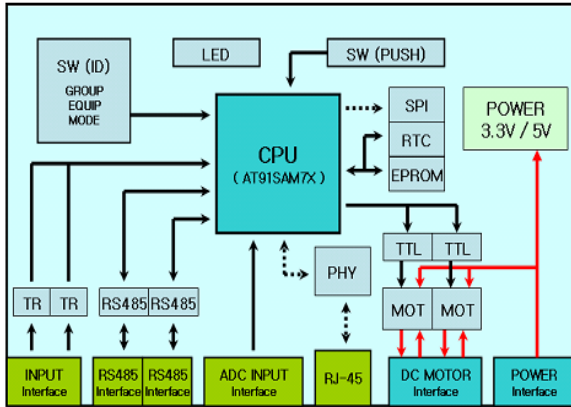 LED
SW (PUSH)
SW (ID)
GROUP
EQUIP
MODE
CPU
( AT91SAM7X )
SPI
RTC
EPROM
POWER
3.3V / 5V
TTL
TTL
PHY
TR
TR
RS485
RS485
MOT
MOT
INPUT
Interface
RS485
Interface
RS485
Interface
ADC INPUT
Interface
RJ-45
DC MOTOR
Interface
POWER
Interface